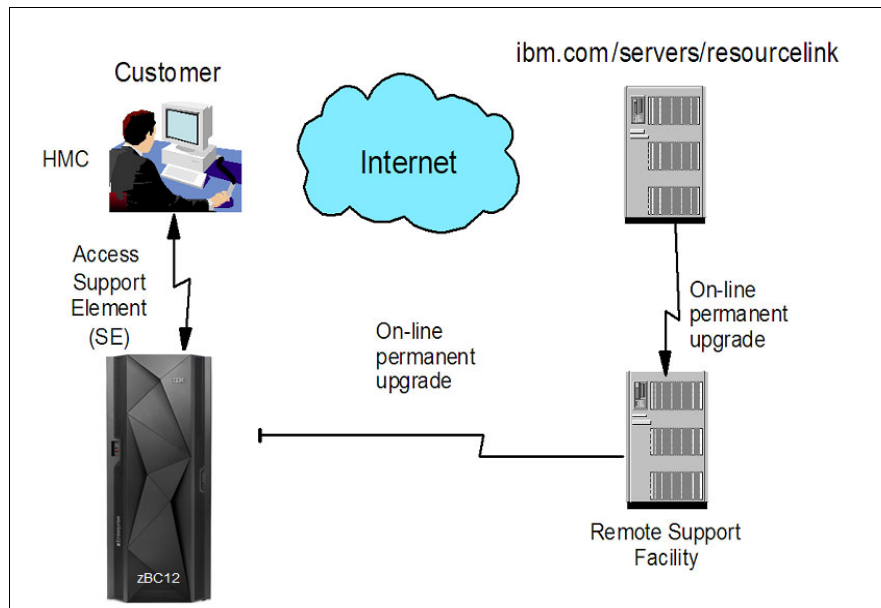 ibm.com/servers/resourcelink
Customer
HMC
Internet
Access
Support
Element
(SE)
On-line
permanent
upgrade
On-line
permanent
upgrade
Remote Support
Facility
zBC12